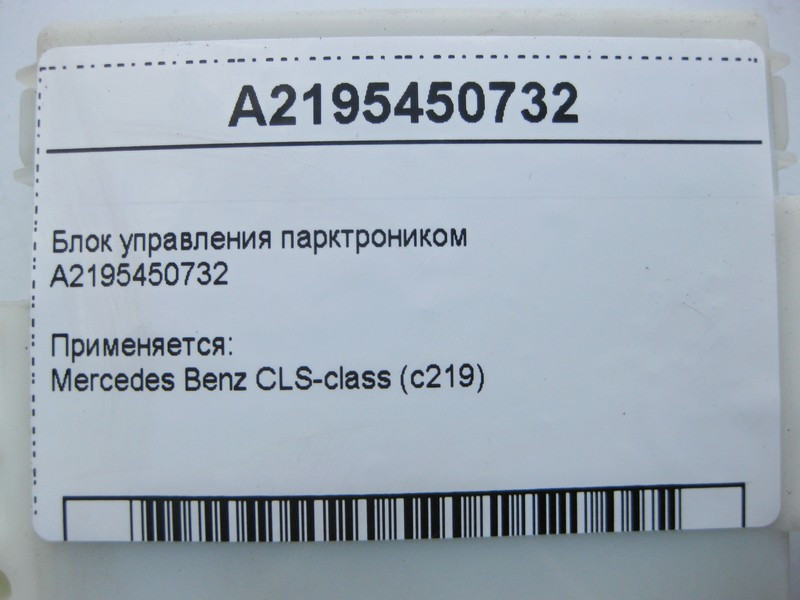 A2195450732
Блок управления парктроником
A2195450732
Применяется:
Mercedes Benz CLS-class (c219)